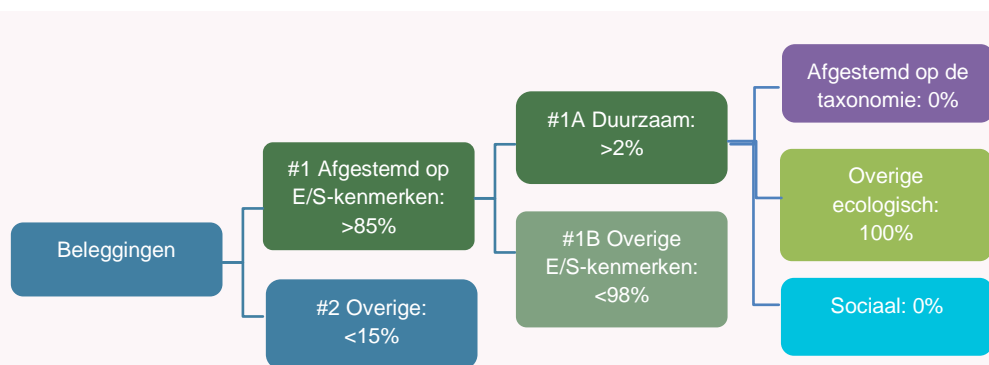 Beleggingen
#1 Afgestemd op
E/S-kenmerken:
>85%
#2 Overige:
<15%
#1A Duurzaam:
>2%
#1B Overige
E/S-kenmerken:
<98%
Afgestemd op de
taxonomie: 0%
Overige
ecologisch:
100%
Sociaal: 0%